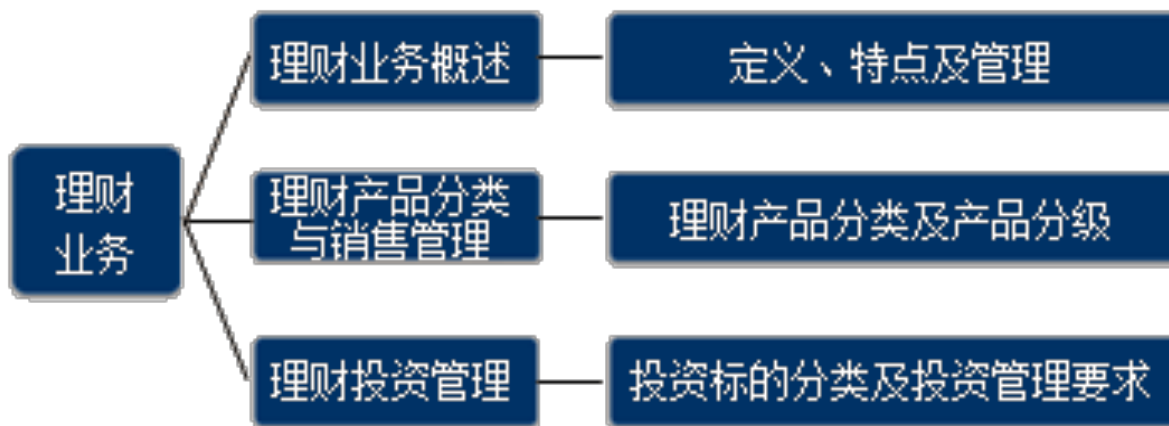 理财业务概述
定义、特点及管理
理财
业务
理财产品分类
与销售管理
理财产品分类及产品分级
理财投资管理
投资标的分类及投资管理要求